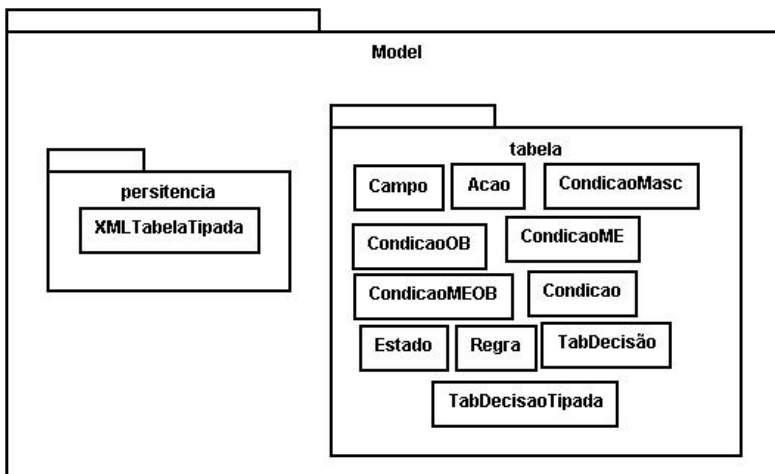 Model
persitencia
XMLTabelaTipada
tabela
Campo
Acao
CondicaoMasc
CondicaoOB
CondicaoME
CondicaoMEOB
Condicao
Estado
Regra
TabDecisão
TabDecisaoTipada